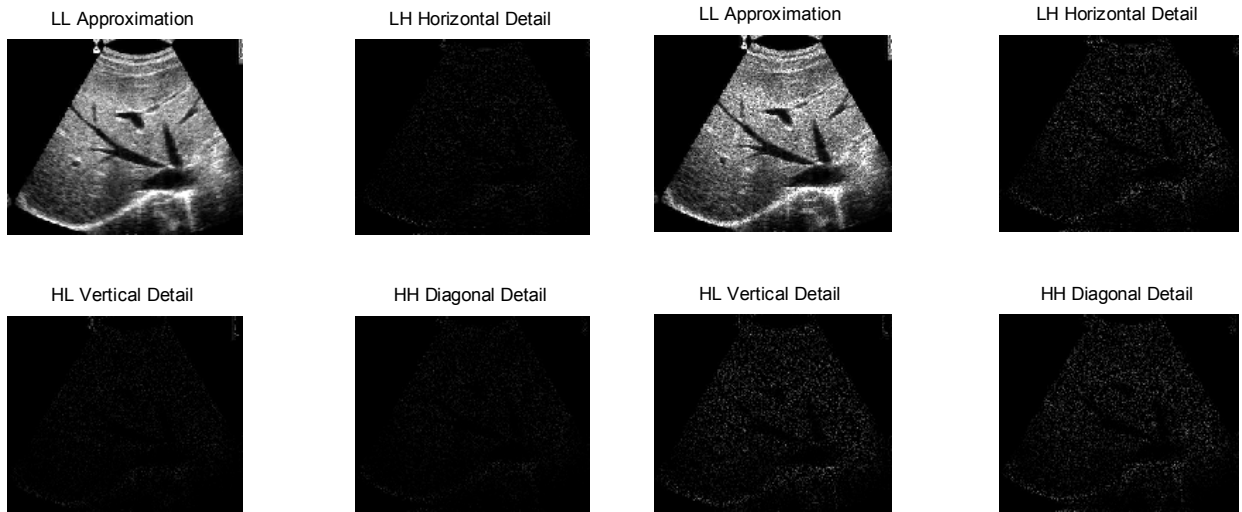 LL Approximation
LH Horizontal Detail
LL Approximation
LH Horizontal Detail
HL Vertical Detail
HH Diagonal Detail
HL Vertical Detail
HH Diagonal Detail